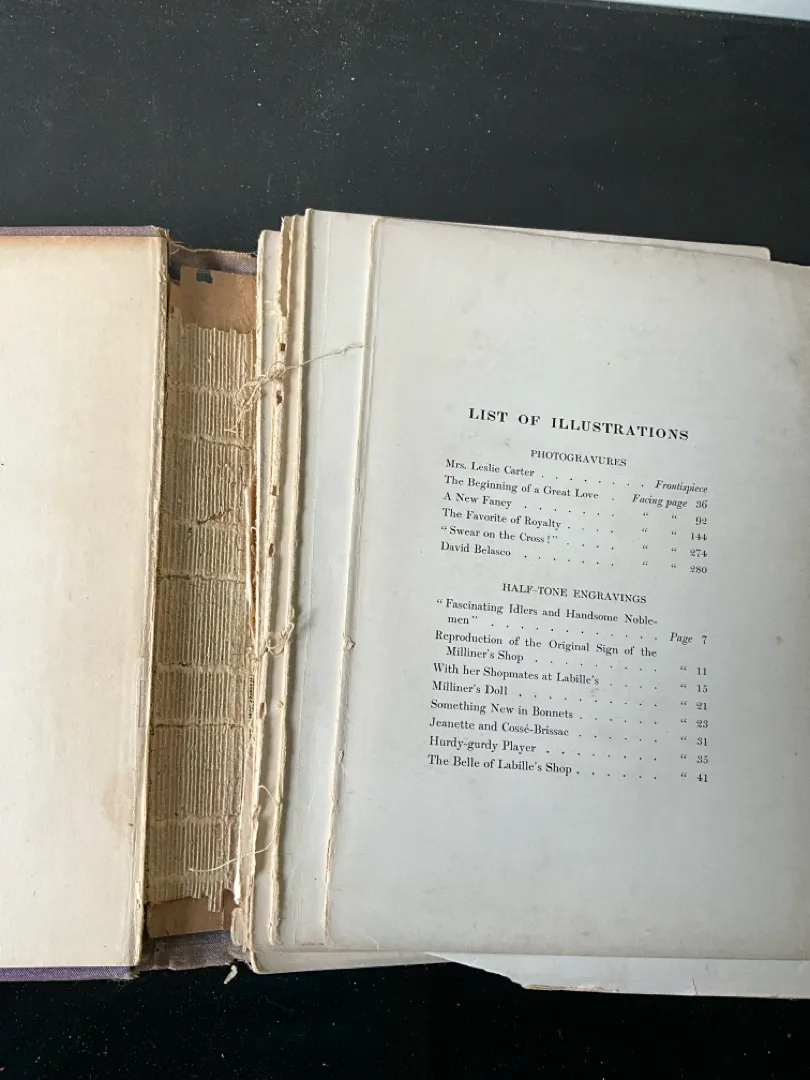 LIST OF ILLUSTRATIONS
PHOTOGRAVURES
Mrs. Leslie Carter . . . . . . . Frontispiece
The Beginning of a Great Love . Facing page 36
A New Fancy . . . . . . . “ “ 92
The Favorite of Royalty . . . . “ “ 144
“Swear on the Cross!” . . . . “ “ 274
David Belasco . . . . . . . “ “ 280
HALF-TONE ENGRAVINGS
“Fascinating Idlers and Handsome Noble-
men” . . . . . . . . . . . . Page 7
Reproduction of the Original Sign of the
Milliner’s Shop . . . . . . . . . “ 11
With her Shopmates at Labille’s . . . . “ 15
Milliner’s Doll . . . . . . . . . “ 21
Something New in Bonnets . . . . . . “ 23
Jeanette and Cossé-Brissac . . . . . . “ 31
Hurdy-gurdy Player . . . . . . . . “ 35
The Belle of Labille’s Shop . . . . . . “ 41